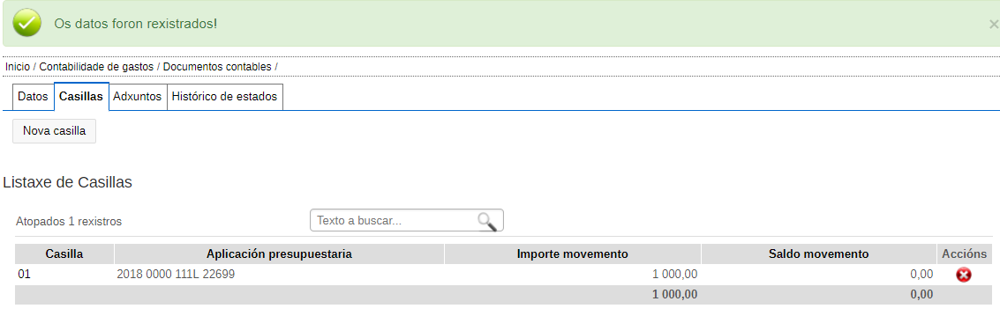 Os datos foron rexistrados!
×
Inicio / Contabilidade de gastos / Documentos contables /
Datos Casillas Adxuntos Histórico de estados
Nova casilla
Listaxe de Casillas
Atopados 1 rexistros Texto a buscar...
Casilla Aplicación presupuestaria Importe movemento Saldo movemento Accións
01 2018 0000 111L 22699 1 000,00 0,00
1 000,00 0,00